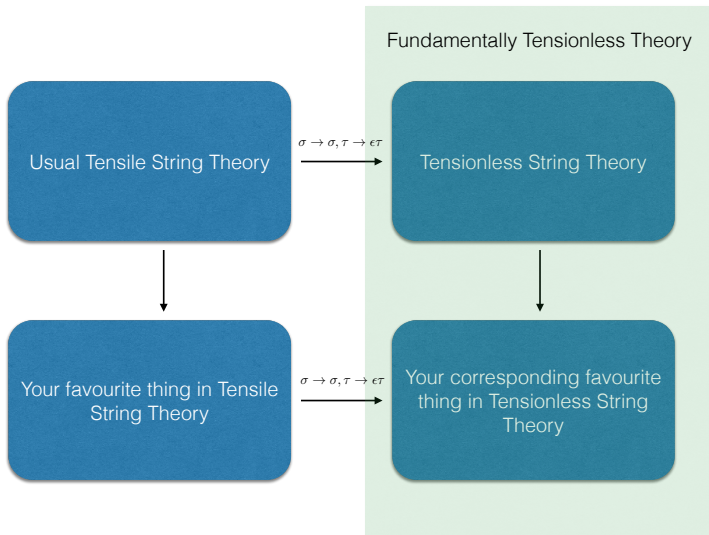 Fundamentally Tensionless Theory
Usual Tensile String Theory
σ → σ, τ → ϵτ
Tensionless String Theory
Your favourite thing in Tensile
String Theory
σ → σ, τ → ϵτ
Your corresponding favourite
thing in Tensionless String
Theory